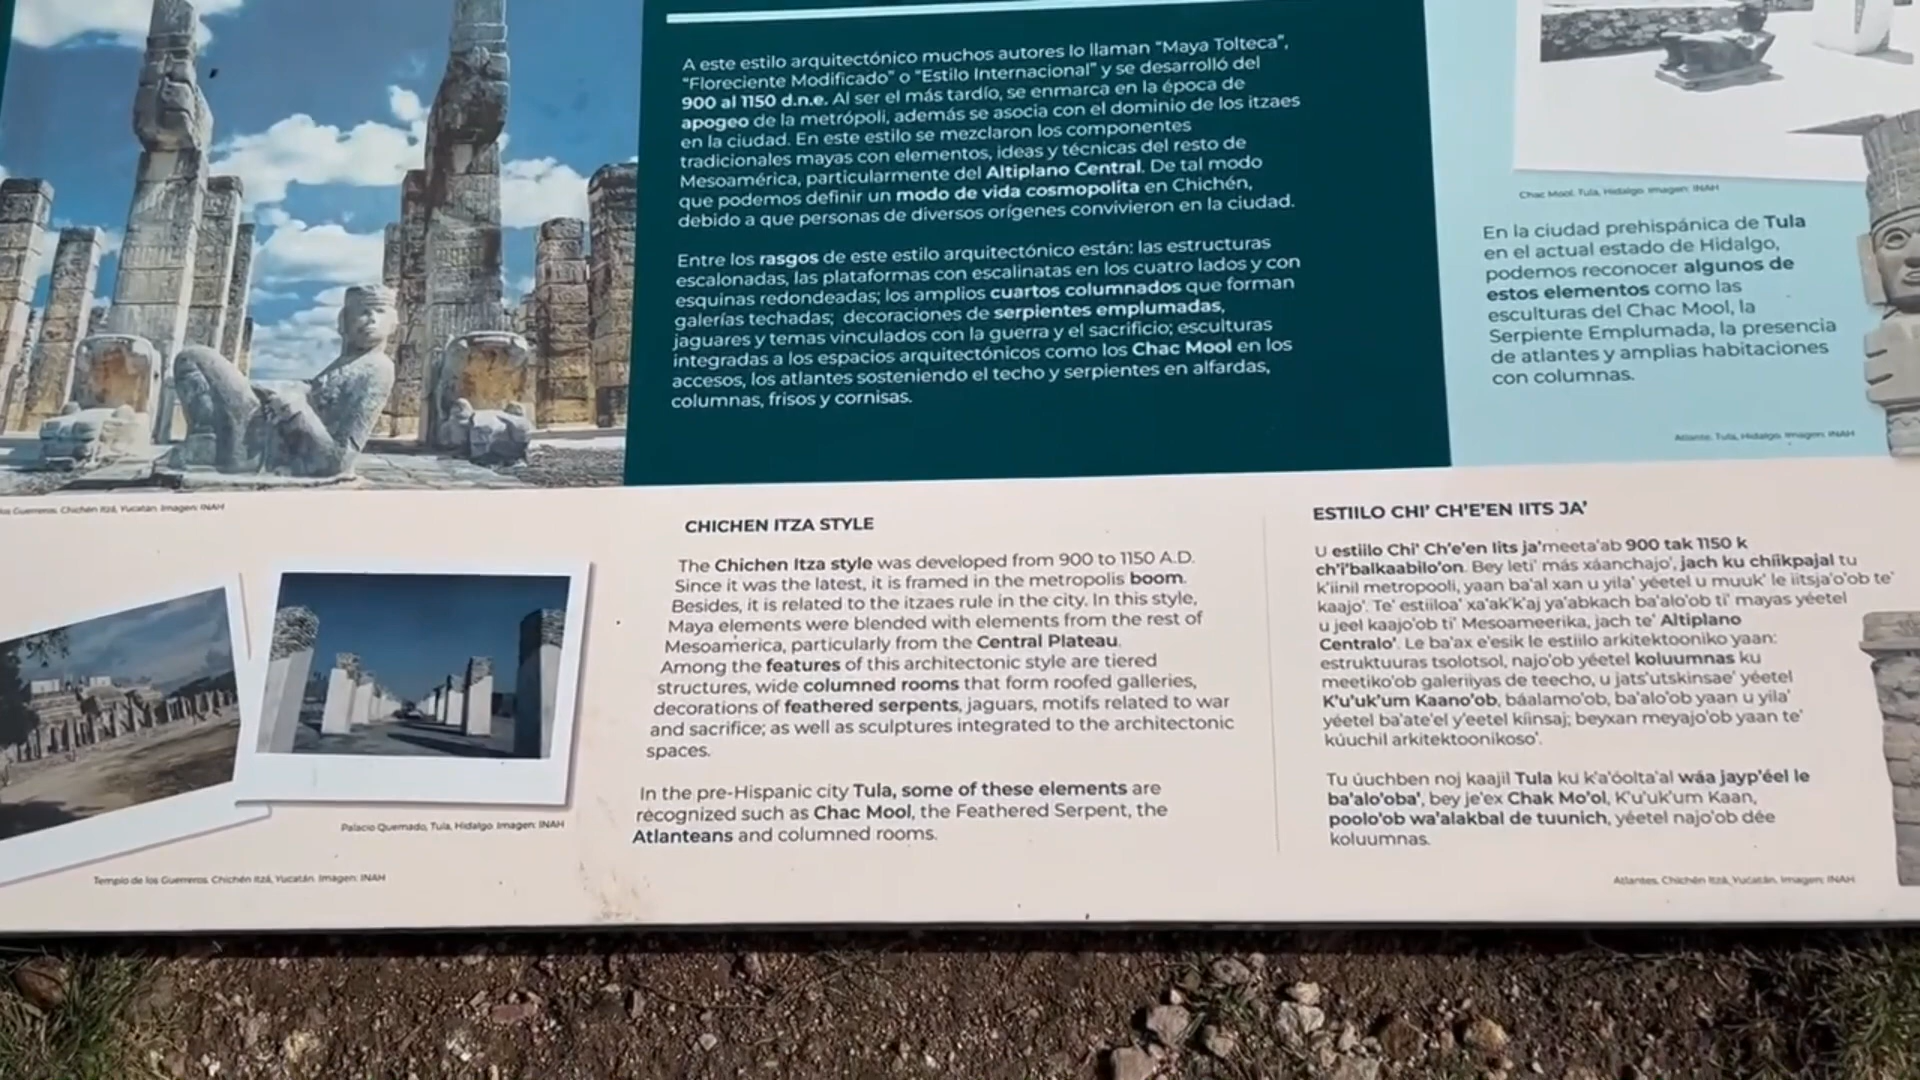 A este estilo arquitectónico muchos autores lo llaman “Maya Tolteca”,
“Floreciente Modificado” o “Estilo Internacional” y se desarrolló del
900 al 1150 d.n.e. Al ser el más tardío, se enmarca en la época de
apogeo de la metrópoli, además se asocia con el dominio de los itzaes
en la ciudad. En este estilo se mezclaron los componentes
tradicionales mayas con elementos, ideas y técnicas del resto de
Mesoamérica, particularmente del Altiplano Central. De tal modo
que podemos definir un modo de vida cosmopolita en Chichén,
debido a que personas de diversos orígenes convivieron en la ciudad.
Entre los rasgos de este estilo arquitectónico están: las estructuras
escalonadas, las plataformas con escalinatas en los cuatro lados y con
esquinas redondeadas; los amplios cuartos columnados que forman
galerías techadas; decoraciones de serpientes emplumadas,
jaguares y temas vinculados con la guerra y el sacrificio; esculturas
integradas a los espacios arquitectónicos como los Chac Mool en los
accesos, los atlantes sosteniendo el techo y serpientes en alfardas,
columnas, frisos y cornisas.
Chac Mool. Tula, Hidalgo. Imagen: INAH
En la ciudad prehispánica de Tula
en el actual estado de Hidalgo,
podemos reconocer algunos de
estos elementos como las
esculturas del Chac Mool, la
Serpiente Emplumada, la presencia
de atlantes y amplias habitaciones
con columnas.
Atlante. Tula, Hidalgo. Imagen: INAH
los Guerreros. Chichén Itzá, Yucatán. Imagen: INAH
Palacio Quemado, Tula, Hidalgo. Imagen: INAH
Templo de los Guerreros. Chichén Itzá, Yucatán. Imagen: INAH
CHICHEN ITZA STYLE
The Chichen Itza style was developed from 900 to 1150 A.D.
Since it was the latest, it is framed in the metropolis boom.
Besides, it is related to the itzaes rule in the city. In this style,
Maya elements were blended with elements from the rest of
Mesoamerica, particularly from the Central Plateau.
Among the features of this architectonic style are tiered
structures, wide columned rooms that form roofed galleries,
decorations of feathered serpents, jaguars, motifs related to war
and sacrifice; as well as sculptures integrated to the architectonic
spaces.
In the pre-Hispanic city Tula, some of these elements are
recognized such as Chac Mool, the Feathered Serpent, the
Atlanteans and columned rooms.
ESTIILO CHI' CH'E'EN IITS JA'
U estiilo Chi' Ch'e'en Iits ja'meeta'ab 900 tak 1150 k
ch'i'balkaabilo'on. Bey leti' más xáanchajo', jach ku chíikpajal tu
k'iinil metropooli, yaan ba'al xan u yila' yéetel u muuk' le iitsja'o'ob te'
kaajo'. Te' estiiloa' xa'ak'k'aj ya'abkach ba'alo'ob ti' mayas yéetel
u jeel kaajo'ob ti' Mesoameerika, jach te' Altiplano
Centralo'. Le ba'ax e'esik le estiilo arkitektooniko yaan:
estruktuuras tsolotsol, najo'ob yéetel koluumnas ku
meetiko'ob galeriiyas de teecho, u jats'utskinsae' yéetel
K'u'uk'um Kaano'ob, báalamo'ob, ba'alo'ob yaan u yila'
yéetel ba'ate'el y'eetel kíinsaj; beyxan meyajo'ob yaan te'
kúuchil arkitektoonikoso'.
Tu úuchben noj kaajil Tula ku k'a'óolta'al wáa jayp'éel le
ba'alo'oba', bey je'ex Chak Mo'ol, K'u'uk'um Kaan,
poolo'ob wa'alakbal de tuunich, yéetel najo'ob dée
koluumnas.
Atlantes, Chichén Itzá, Yucatán, Imagen: INAH